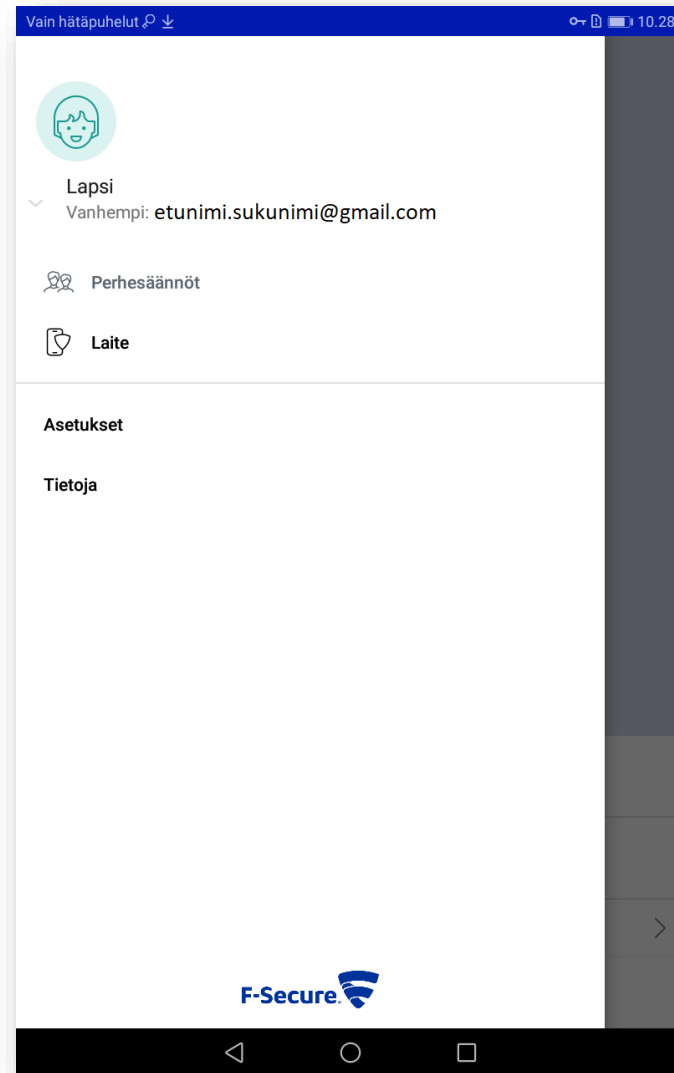 Vain hätäpuhelut 10.28
Lapsi
Vanhempi: etunimi.sukunimi@gmail.com
Perhesäännöt
Laite
Asetukset
Tietoja
F-Secure